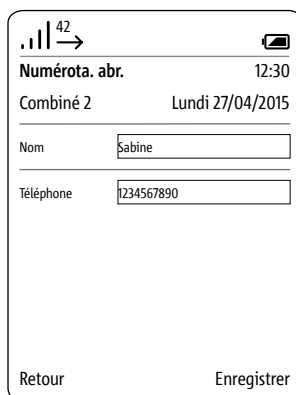 42
Numérota. abr. 12:30
Combiné 2 Lundi 27/04/2015
Nom Sabine
Téléphone 1234567890
Retour Enregistrer